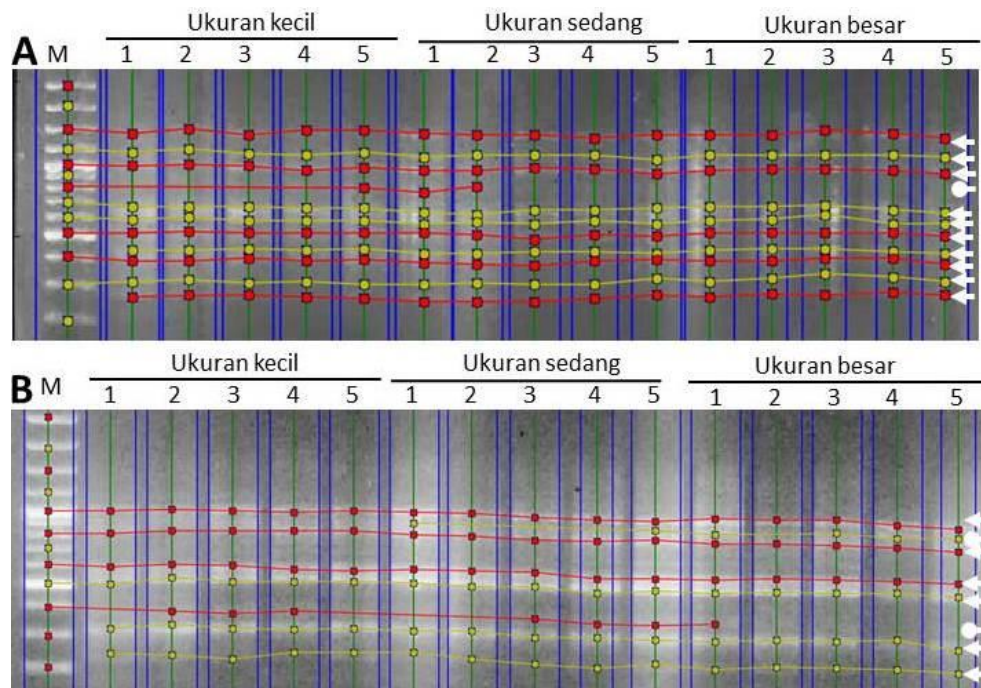 Ukuran kecil Ukuran sedang Ukuran besar
A M 1 2 3 4 5 1 2 3 4 5 1 2 3 4 5
Ukuran kecil Ukuran sedang Ukuran besar
B M 1 2 3 4 5 1 2 3 4 5 1 2 3 4 5